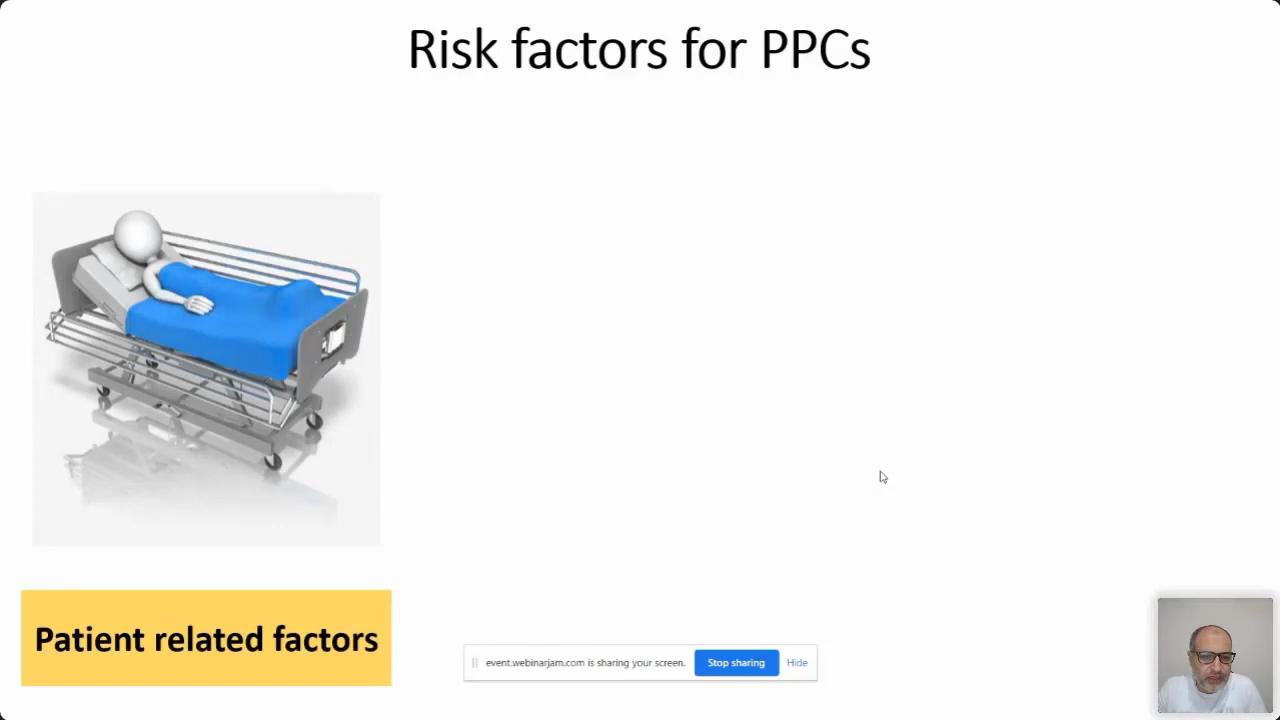 Risk factors for PPCs
Patient related factors
event.webinarjam.com is sharing your screen. Stop sharing Hide